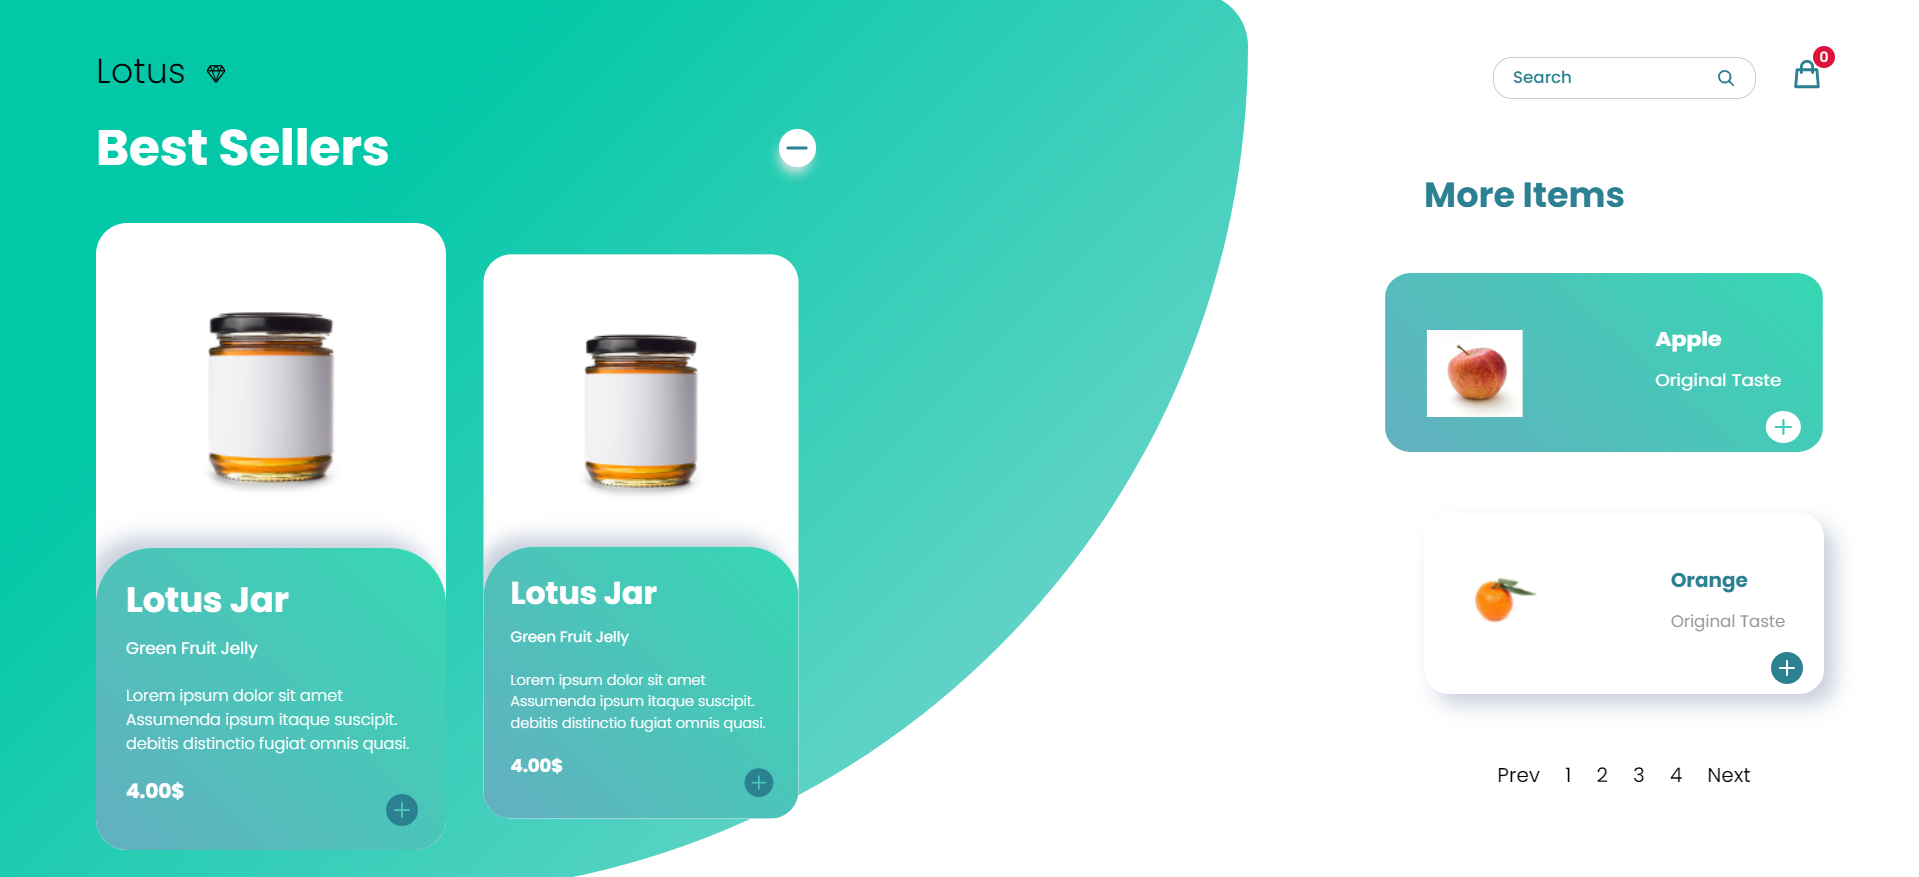 Lotus
Search
0
Best Sellers
More Items
Lotus Jar
Green Fruit Jelly
Lorem ipsum dolor sit amet
Assumenda ipsum itaque suscipit.
debitis distinctio fugiat omnis quasi.
4.00$
Lotus Jar
Green Fruit Jelly
Lorem ipsum dolor sit amet
Assumenda ipsum itaque suscipit.
debitis distinctio fugiat omnis quasi.
4.00$
Apple
Original Taste
Orange
Original Taste
Prev 1 2 3 4 Next